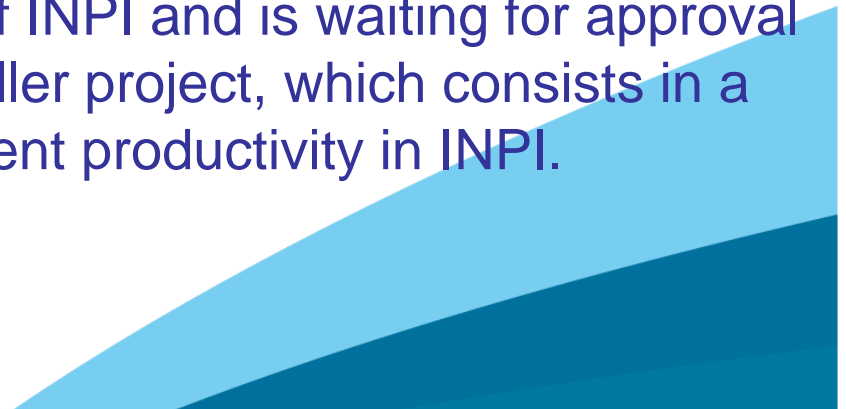 f INPI and is waiting for approval
ller project, which consists in a
ent productivity in INPI.